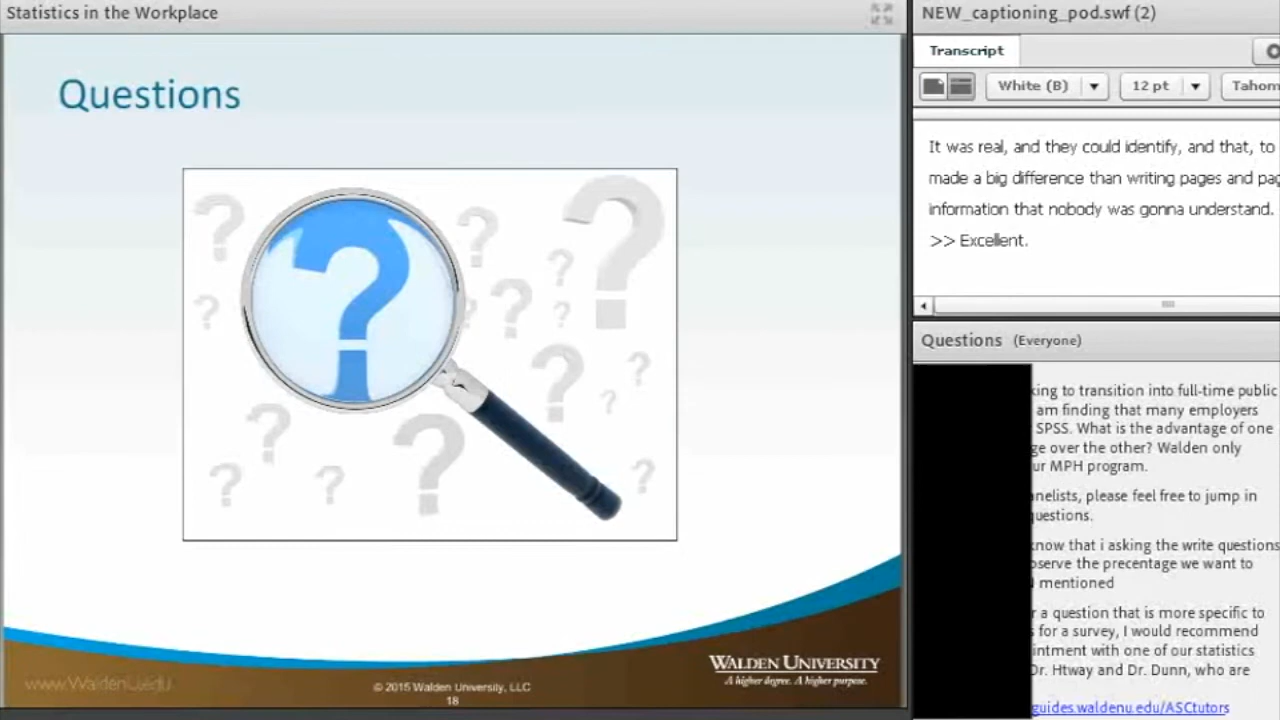 Statistics in the Workplace
Questions
www.WaldenU.edu
© 2015 Walden University, LLC
18
WALDEN UNIVERSITY
A higher degree. A higher purpose.
NEW_captioning_pod.swf (2)
Transcript
White (B)
12 pt
Tahom
It was real, and they could identify, and that, to
made a big difference than writing pages and pag
information that nobody was gonna understand.
>> Excellent.
Questions (Everyone)
king to transition into full-time public
am finding that many employers
SPSS. What is the advantage of one
ge over the other? Walden only
ur MPH program.
anelists, please feel free to jump in
uestions.
know that i asking the write questions
bserve the precentage we want to
mentioned
r a question that is more specific to
s for a survey, I would recommend
intment with one of our statistics
Dr. Htway and Dr. Dunn, who are
guides.waldenu.edu/ASCtutors